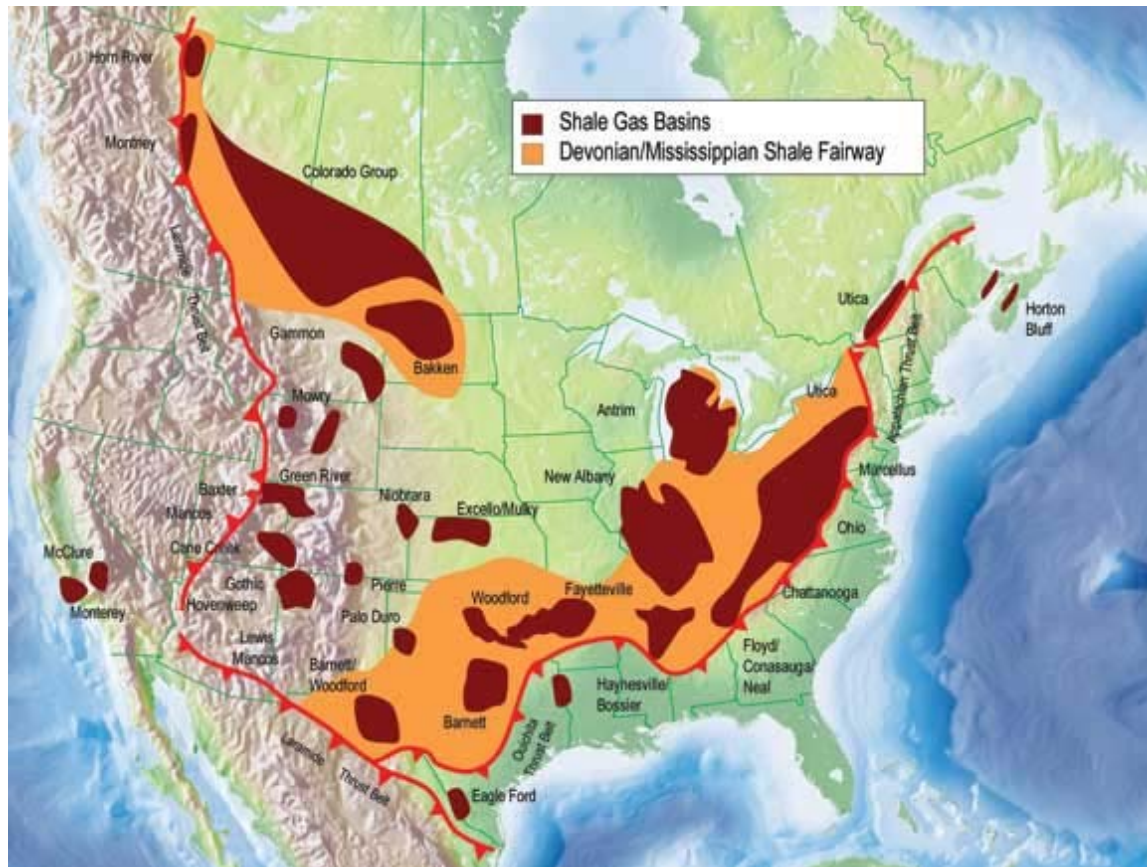 Horn River
Shale Gas Basins
Devonian/Mississippian Shale Fairway
Montney
Colorado Group
Laramide
Thrust Belt
Utica
Horton
Bluff
Gammon
Bakken
Appalachian Thrust Belt
Utica
Mowry
Antrim
Green River
New Albany
Marcellus
Baxter
Mancos
Niobrara
Excello/Mulky
Ohio
McClure
Cane Creek
Monterey
Gothic
Hovenweep
Pierre
Fayetteville
Woodford
Chattanooga
Palo Duro
Lewis
Mancos
Barnett/
Woodford
Floyd/
Conasauga/
Neal
Haynesville/
Bossier
Barnett
Ouchita
Thrust Belt
Laramide
Thrust Belt
Eagle Ford